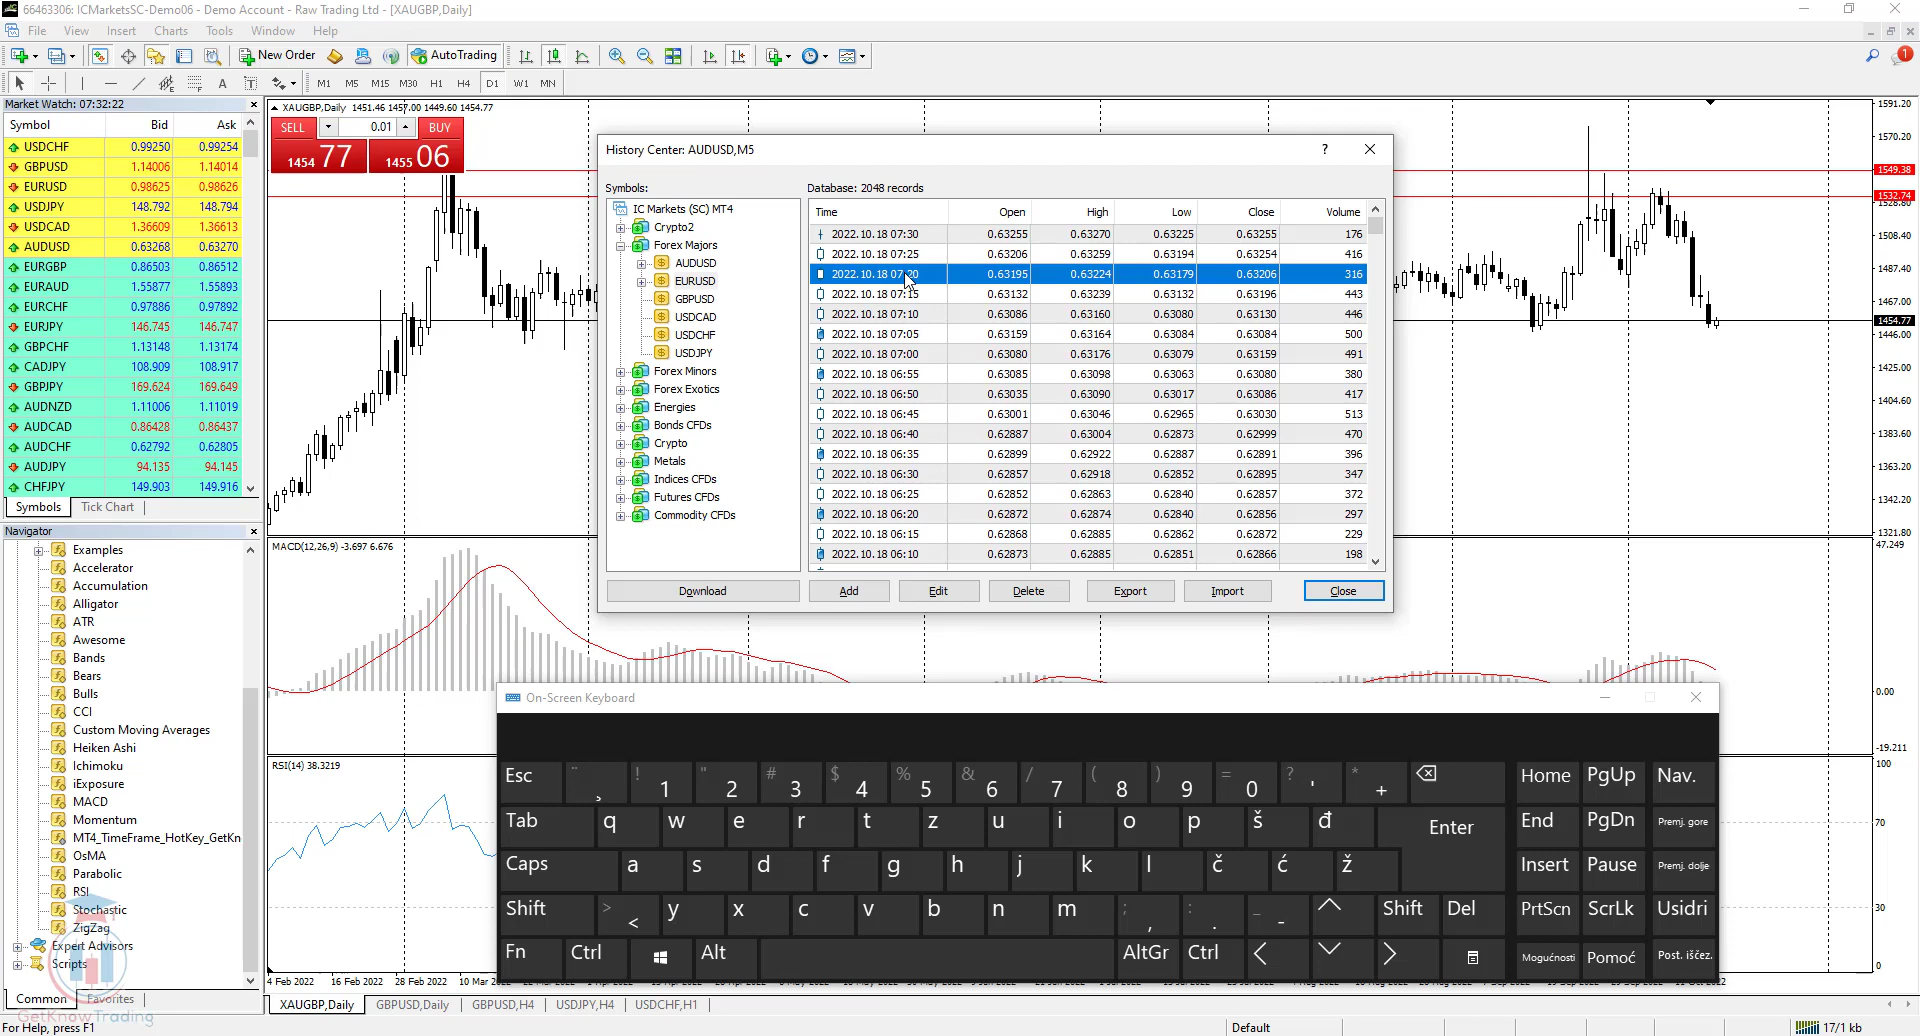 66463306: ICMarketsSC-Demo06 - Demo Account - Raw Trading Ltd - [XAUGBP,Daily]
File View Insert Charts Tools Window Help
New Order AutoTrading 1
A T M1 M5 M15 M30 H1 H4 D1 W1 MN
Market Watch: 07:32:22
Symbol Bid Ask
USDCHF 0.99250 0.99254
GBPUSD 1.14006 1.14014
EURUSD 0.98625 0.98626
USDJPY 148.792 148.794
USDCAD 1.36609 1.36613
AUDUSD 0.63268 0.63270
EURGBP 0.86503 0.86512
EURAUD 1.55877 1.55893
EURCHF 0.97886 0.97892
EURJPY 146.745 146.747
GBPCHF 1.13148 1.13174
CADJPY 108.909 108.917
GBPJPY 169.624 169.649
AUDNZD 1.11006 1.11019
AUDCAD 0.86428 0.86437
AUDCHF 0.62792 0.62805
AUDJPY 94.135 94.145
CHFJPY 149.903 149.916
Symbols Tick Chart
Navigator
Examples
Accelerator
Accumulation
Alligator
ATR
Awesome
Bands
Bears
Bulls
CCI
Custom Moving Averages
Heiken Ashi
Ichimoku
iExposure
MACD
Momentum
MT4_TimeFrame_HotKey_GetKn
OsMA
Parabolic
RSI
Stochastic
ZigZag
Expert Advisors
Scripts
Common Favorites
GetKnowTrading
For Help, press F1
XAUGBP,Daily 1451.46 1457.00 1449.60 1454.77
SELL 0.01 BUY
1454 77 1455 06
History Center: AUDUSD,M5
?
Symbols:
IC Markets (SC) MT4
Crypto2
Forex Majors
AUDUSD
EURUSD
GBPUSD
USDCAD
USDCHF
USDJPY
Forex Minors
Forex Exotics
Energies
Bonds CFDs
Crypto
Metals
Indices CFDs
Futures CFDs
Commodity CFDs
Database: 2048 records
Time Open High Low Close Volume
2022.10.18 07:30 0.63255 0.63270 0.63225 0.63255 176
2022.10.18 07:25 0.63206 0.63259 0.63194 0.63254 416
2022.10.18 07:20 0.63195 0.63224 0.63179 0.63206 316
2022.10.18 07:15 0.63132 0.63239 0.63132 0.63196 443
2022.10.18 07:10 0.63086 0.63160 0.63080 0.63130 446
2022.10.18 07:05 0.63159 0.63164 0.63084 0.63084 500
2022.10.18 07:00 0.63080 0.63176 0.63079 0.63159 491
2022.10.18 06:55 0.63085 0.63098 0.63063 0.63080 380
2022.10.18 06:50 0.63035 0.63090 0.63017 0.63086 417
2022.10.18 06:45 0.63001 0.63046 0.62965 0.63030 513
2022.10.18 06:40 0.62887 0.63004 0.62873 0.62999 470
2022.10.18 06:35 0.62899 0.62922 0.62887 0.62891 396
2022.10.18 06:30 0.62857 0.62918 0.62852 0.62895 347
2022.10.18 06:25 0.62852 0.62863 0.62840 0.62857 372
2022.10.18 06:20 0.62872 0.62874 0.62840 0.62856 297
2022.10.18 06:15 0.62868 0.62885 0.62862 0.62872 229
2022.10.18 06:10 0.62873 0.62885 0.62851 0.62866 198
Download Add Edit Delete Export Import Close
1591.20
1570.20
1549.38
1532.74
1528.80
1508.40
1487.40
1467.00
1454.77
1446.00
1425.00
1404.60
1383.60
1363.20
1342.20
1321.80
MACD(12,26,9) -3.697 6.676
47.249
0.00
-19.211
RSI(14) 38.3219
100
70
30
0
On-Screen Keyboard
Esc ¨ ¸ ! 1 " 2 # 3 $ 4 % 5 & 6 / 7 ( 8 ) 9 = 0 ? ' * + Home PgUp Nav.
Tab q w e r t z u i o p š đ Enter End PgDn Premj. gore
Caps a s d f g h j k l č ć ž Insert Pause Premj. dolje
Shift > < y x c v b n m ; , : . _ - Shift Del PrtScn ScrLk Usidri
Fn Ctrl Alt AltGr Ctrl Mogućnosti Pomoć Post. iščez.
4 Feb 2022 16 Feb 2022 28 Feb 2022 10 Mar
XAUGBP,Daily GBPUSD,Daily GBPUSD,H4 USDJPY,H4 USDCHF,H1
Default 17/1 kb